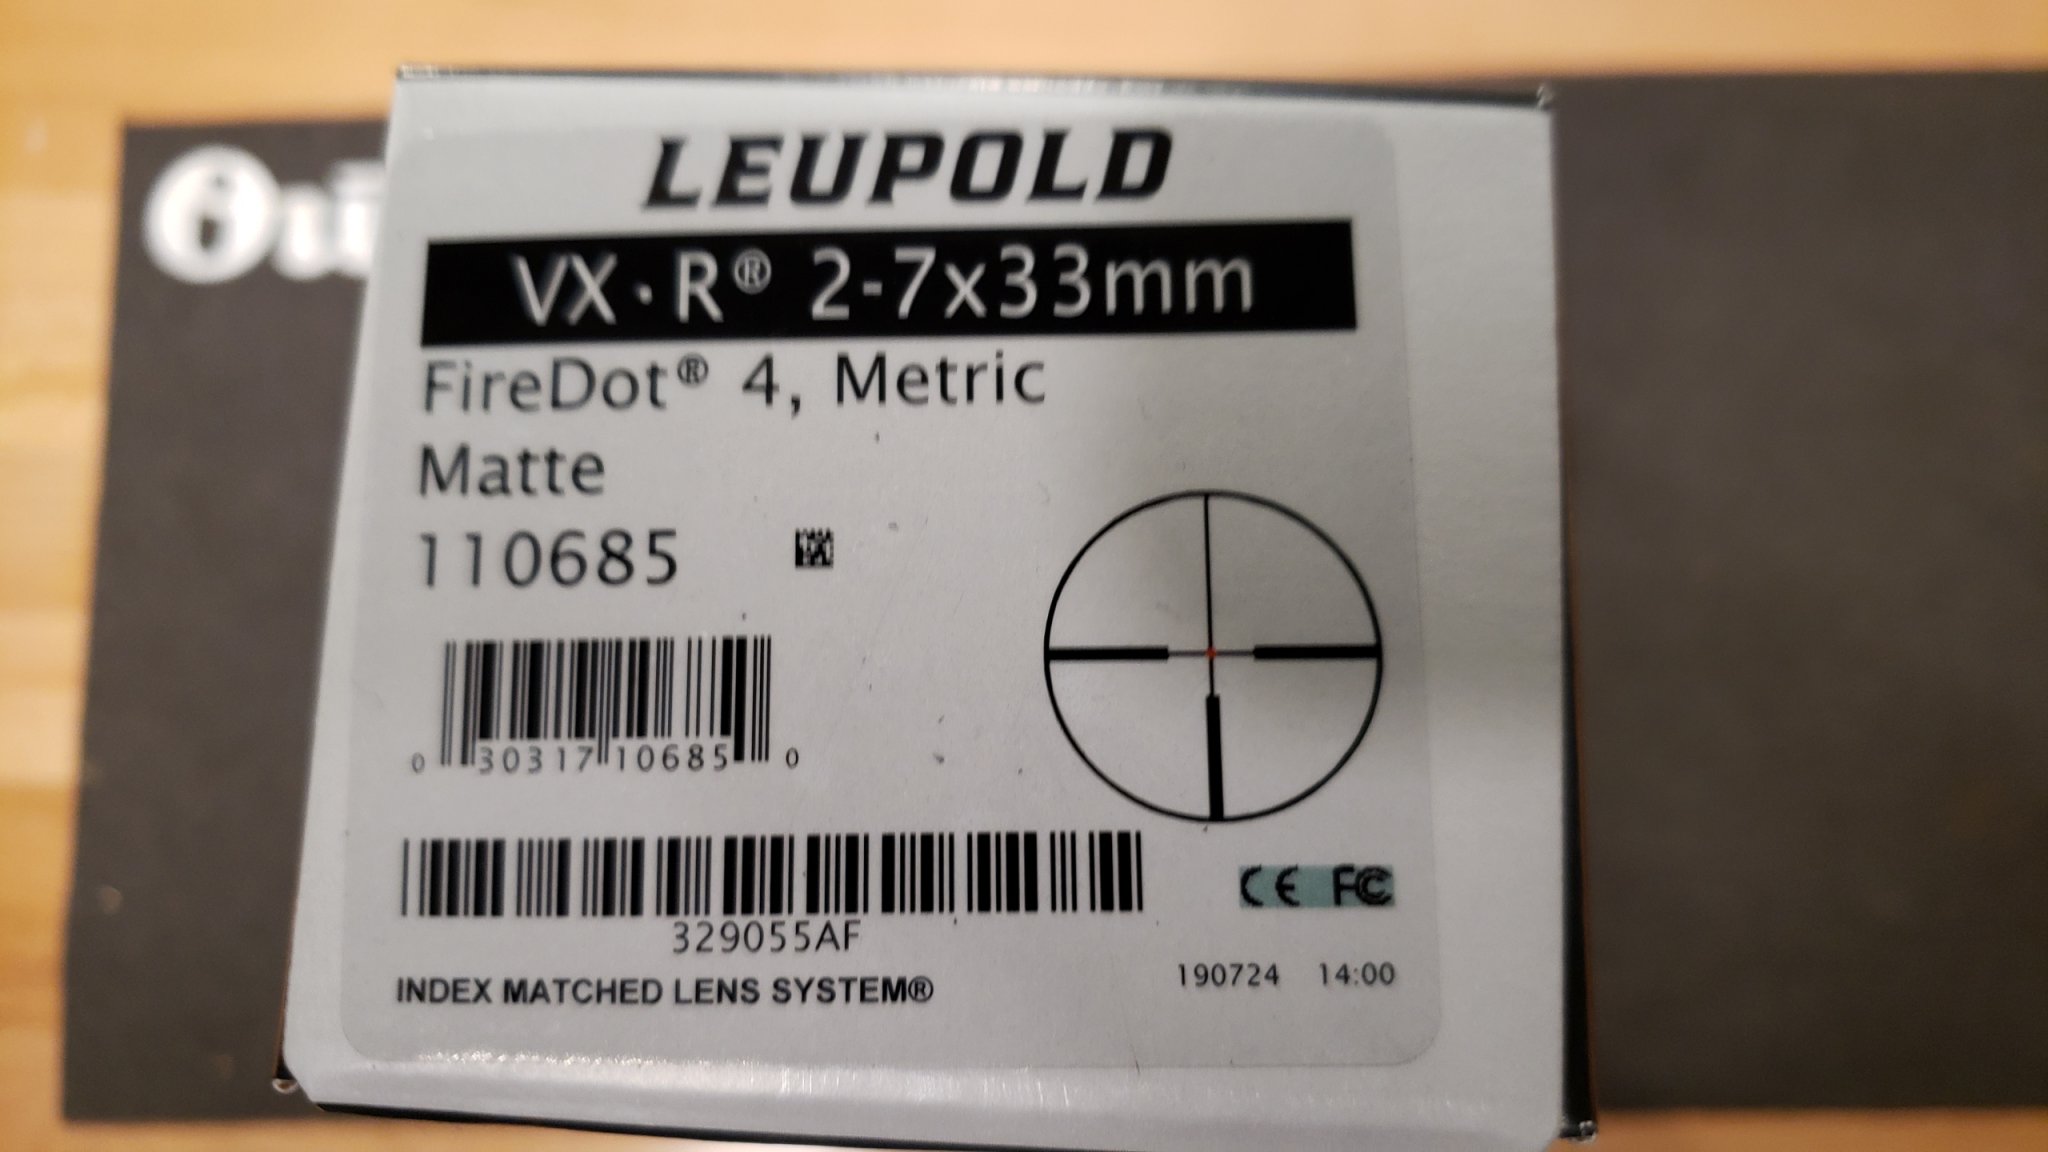 LEUPOLD
VX·R® 2-7x33mm
FireDot® 4, Metric
Matte
110685
0 30317 10685 0
329055AF
CE FC
INDEX MATCHED LENS SYSTEM®
190724 14:00